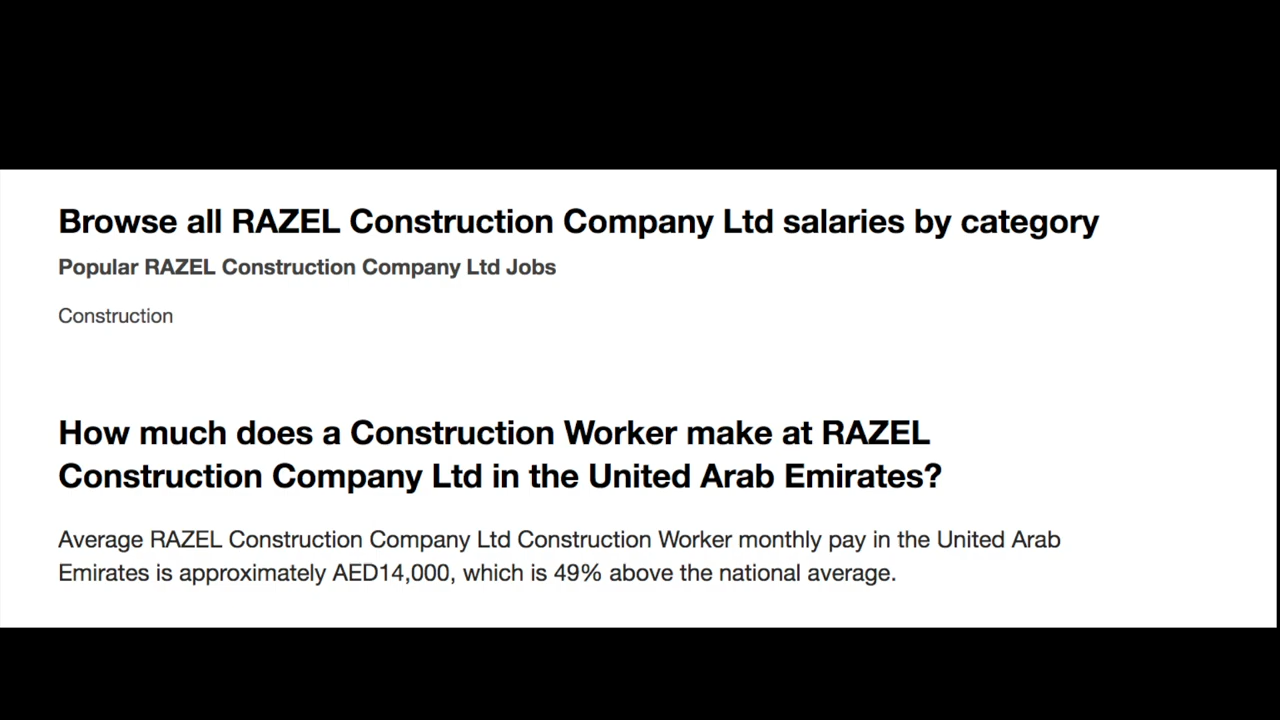 Browse all RAZEL Construction Company Ltd salaries by category
Popular RAZEL Construction Company Ltd Jobs
Construction
How much does a Construction Worker make at RAZEL
Construction Company Ltd in the United Arab Emirates?
Average RAZEL Construction Company Ltd Construction Worker monthly pay in the United Arab
Emirates is approximately AED14,000, which is 49% above the national average.